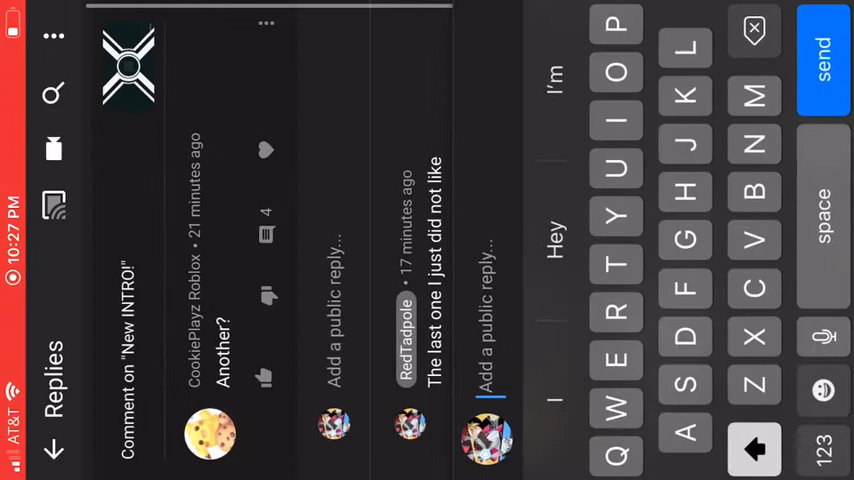 AT&T 10:27 PM
Replies
Comment on "New INTRO!"
CookiePlayz Roblox • 21 minutes ago
Another?
4
Add a public reply...
RedTadpole • 17 minutes ago
The last one I just did not like
Add a public reply...
I Hey I'm
Q W E R T Y U I O P
A S D F G H J K L
Z X C V B N M
123 space send